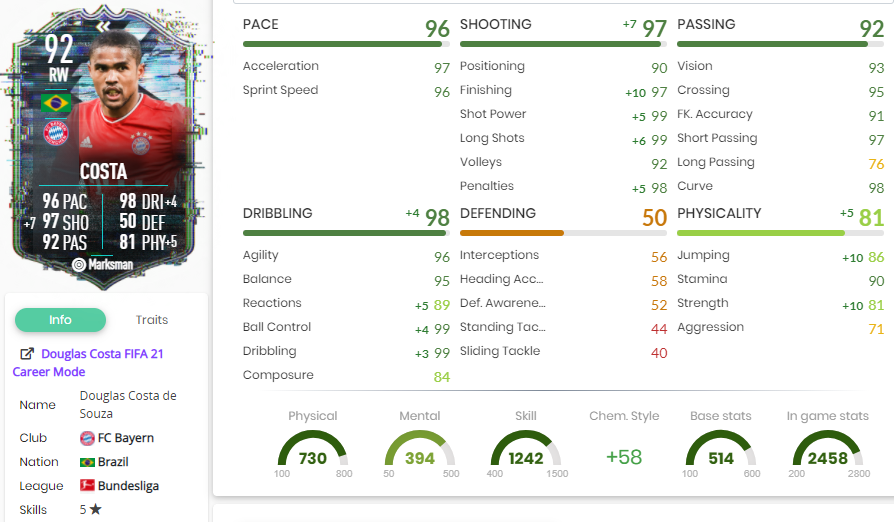 92
RW
COSTA
96 PAC 98 DRI+4
+7 97 SHO 50 DEF
92 PAS 81 PHY+5
Marksman
Info Traits
Douglas Costa FIFA 21
Career Mode
Name Douglas Costa de
Souza
Club FC Bayern
Nation Brazil
League Bundesliga
Skills 5
PACE 96
Acceleration 97
Sprint Speed 96
SHOOTING +7 97
Positioning 90
Finishing +10 97
Shot Power +5 99
Long Shots +6 99
Volleys 92
Penalties +5 98
PASSING 92
Vision 93
Crossing 95
FK. Accuracy 91
Short Passing 97
Long Passing 76
Curve 98
DRIBBLING +4 98
Agility 96
Balance 95
Reactions +5 89
Ball Control +4 99
Dribbling +3 99
Composure 84
DEFENDING 50
Interceptions 56
Heading Acc... 58
Def. Awarene... 52
Standing Tac... 44
Sliding Tackle 40
PHYSICALITY +5 81
Jumping +10 86
Stamina 90
Strength +10 81
Aggression 71
Physical
730
100 800
Mental
394
50 500
Skill
1242
400 1500
Chem. Style
+58
Base stats
514
100 600
In game stats
2458
200 2800